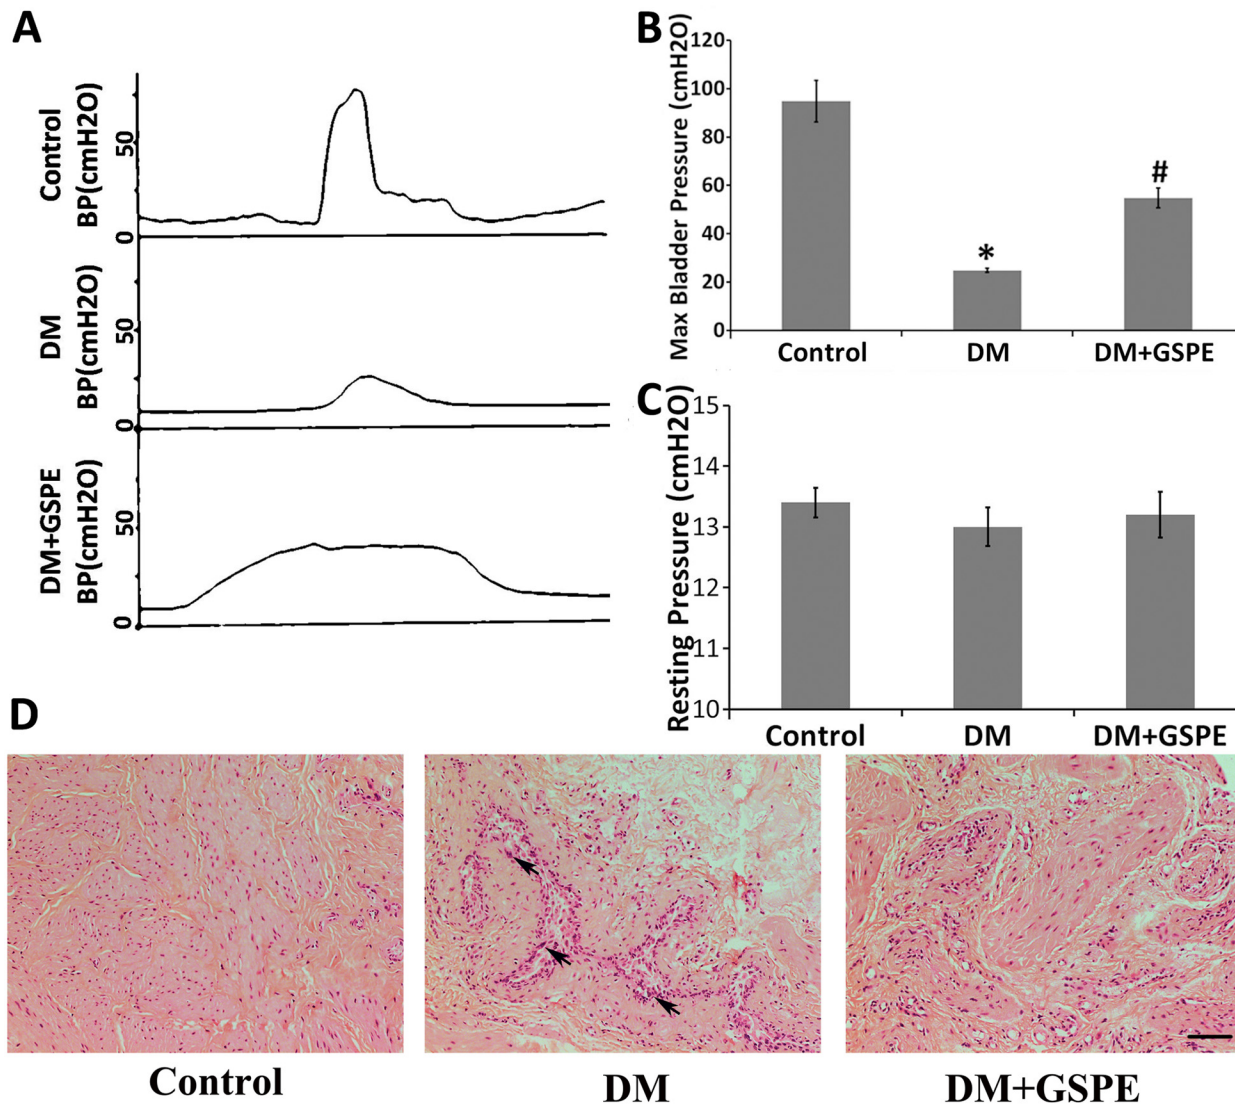 A
Control
BP(cmH2O)
50
0
DM
BP(cmH2O)
50
0
DM+GSPE
BP(cmH2O)
50
0
B
Max Bladder Pressure (cmH2O)
120
100
80
60
40
20
0
*
#
Control DM DM+GSPE
C
Resting Pressure (cmH2O)
15
14
13
12
11
10
Control DM DM+GSPE
D
Control DM DM+GSPE